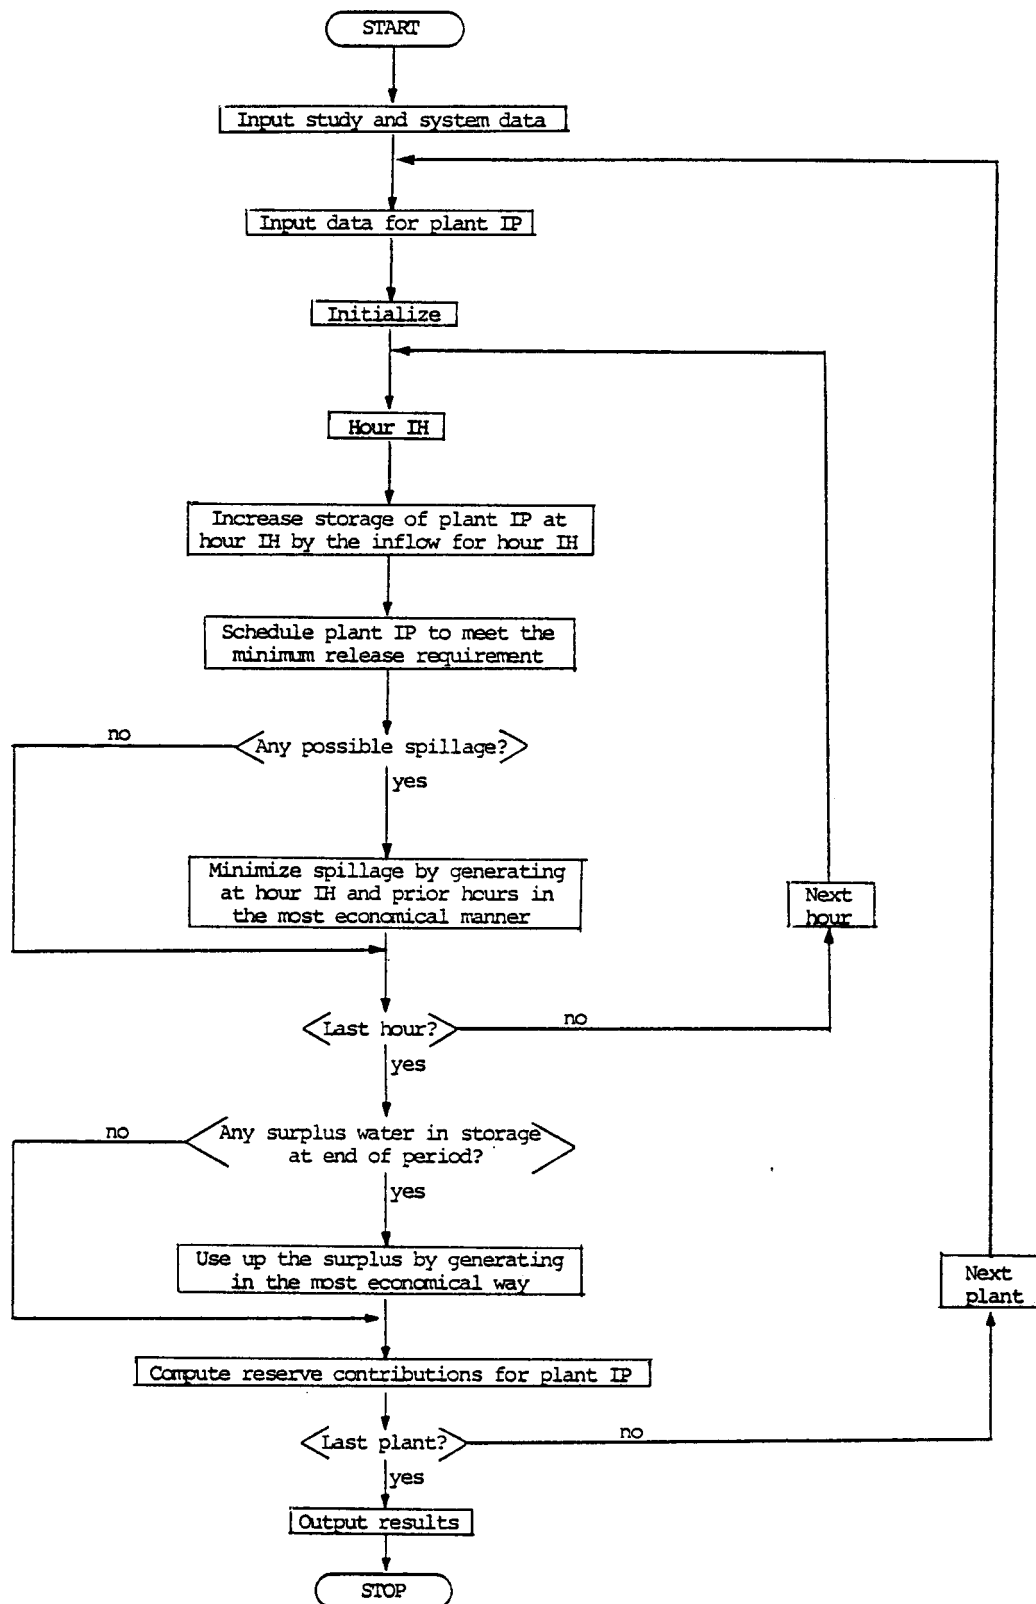 START
Input study and system data
Input data for plant IP
Initialize
Hour IH
Increase storage of plant IP at
hour IH by the inflow for hour IH
Schedule plant IP to meet the
minimum release requirement
no
Any possible spillage?
yes
Minimize spillage by generating
at hour IH and prior hours in
the most economical manner
Next
hour
Last hour?
no
yes
no
Any surplus water in storage
at end of period?
yes
Use up the surplus by generating
in the most economical way
Next
plant
Compute reserve contributions for plant IP
Last plant?
no
yes
Output results
STOP